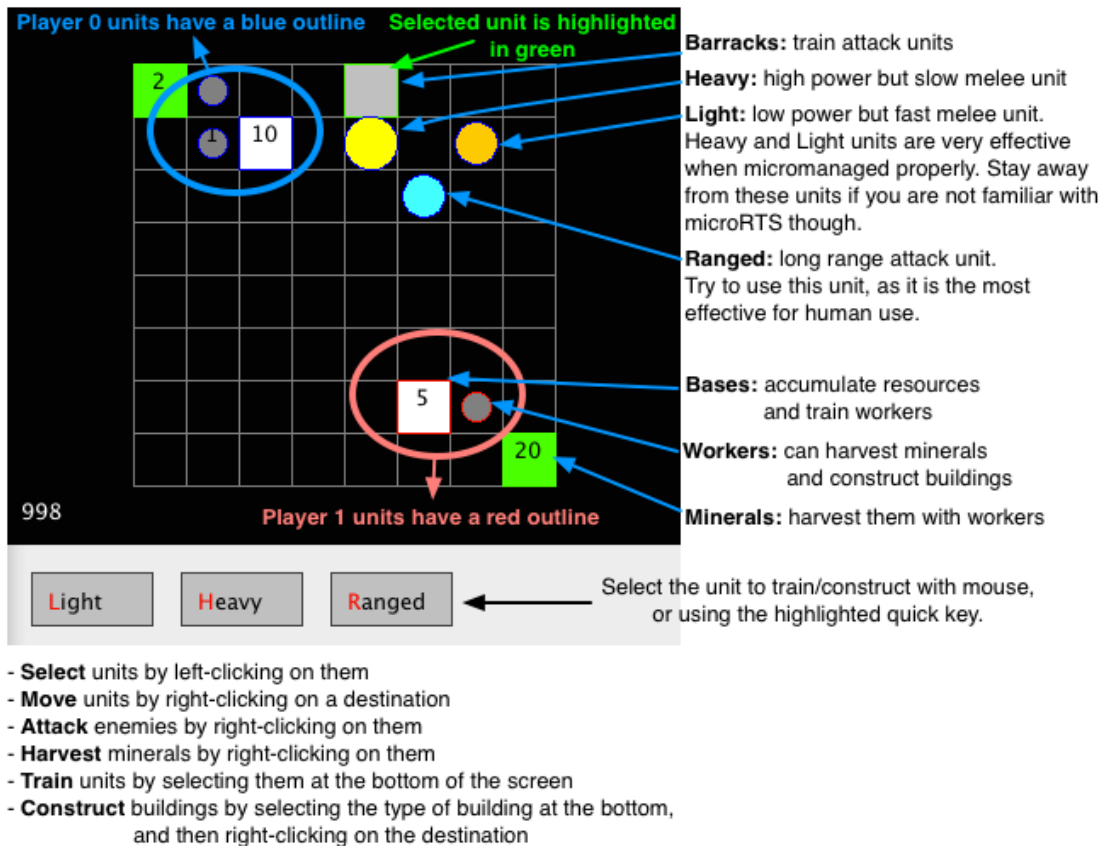 Player 0 units have a blue outline
Selected unit is highlighted
in green
2
1
10
5
20
998
Player 1 units have a red outline
Barracks: train attack units
Heavy: high power but slow melee unit
Light: low power but fast melee unit.
Heavy and Light units are very effective
when micromanaged properly. Stay away
from these units if you are not familiar with
microRTS though.
Ranged: long range attack unit.
Try to use this unit, as it is the most
effective for human use.
Bases: accumulate resources
and train workers
Workers: can harvest minerals
and construct buildings
Minerals: harvest them with workers
Light
Heavy
Ranged
Select the unit to train/construct with mouse,
or using the highlighted quick key.
- Select units by left-clicking on them
- Move units by right-clicking on a destination
- Attack enemies by right-clicking on them
- Harvest minerals by right-clicking on them
- Train units by selecting them at the bottom of the screen
- Construct buildings by selecting the type of building at the bottom,
and then right-clicking on the destination